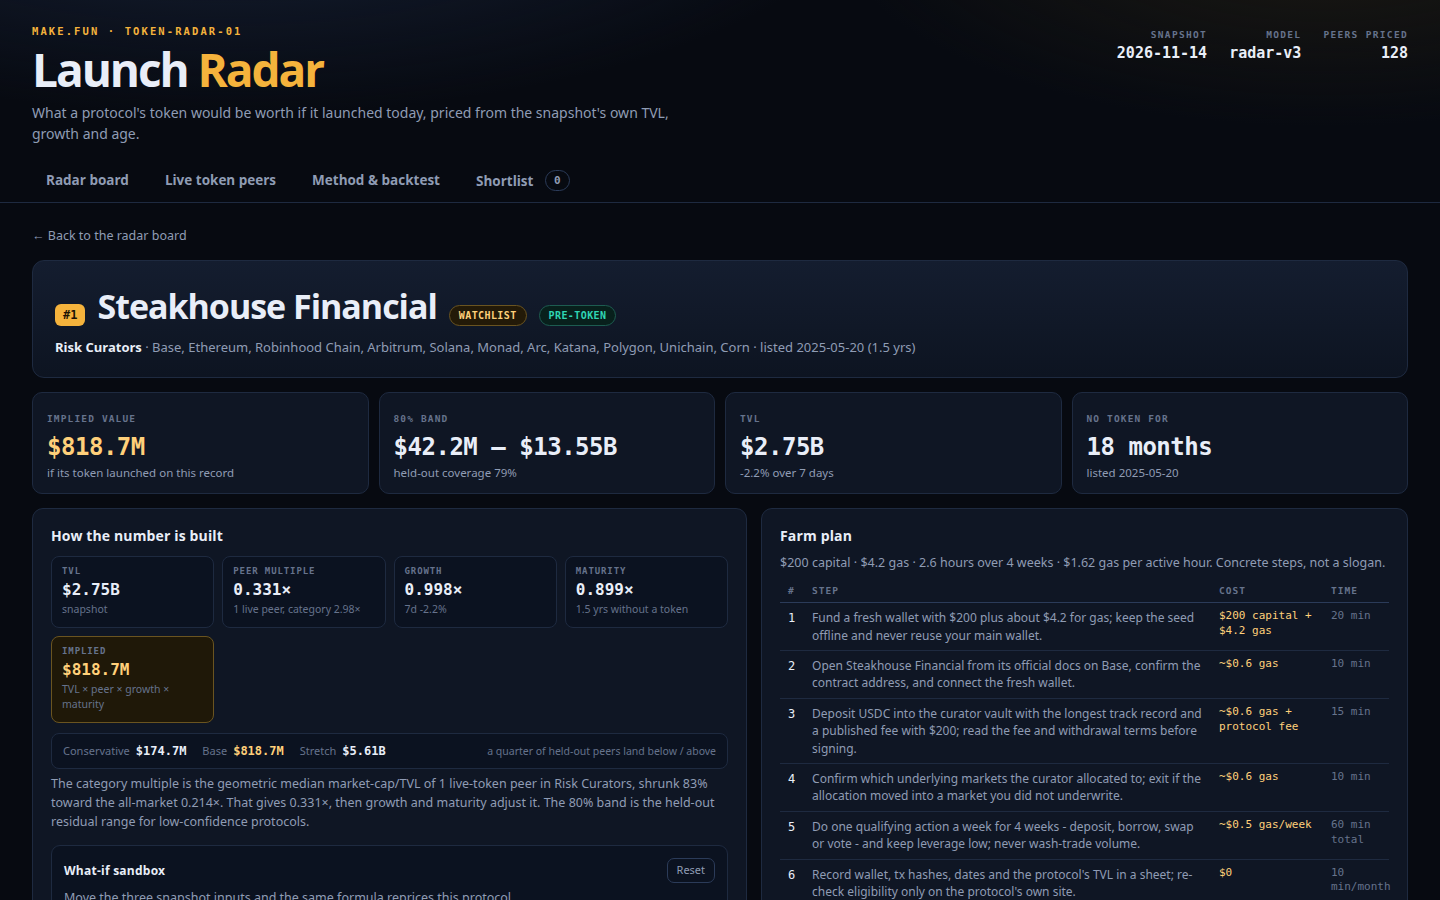 MAKE.FUN · TOKEN-RADAR-01
Launch Radar
What a protocol's token would be worth if it launched today, priced from the snapshot's own TVL,
growth and age.
SNAPSHOT
2026-11-14
MODEL
radar-v3
PEERS PRICED
128
Radar board
Live token peers
Method & backtest
Shortlist 0
← Back to the radar board
#1 Steakhouse Financial WATCHLIST PRE-TOKEN
Risk Curators · Base, Ethereum, Robinhood Chain, Arbitrum, Solana, Monad, Arc, Katana, Polygon, Unichain, Corn · listed 2025-05-20 (1.5 yrs)
IMPLIED VALUE
$818.7M
if its token launched on this record
80% BAND
$42.2M — $13.55B
held-out coverage 79%
TVL
$2.75B
-2.2% over 7 days
NO TOKEN FOR
18 months
listed 2025-05-20
How the number is built
TVL
$2.75B
snapshot
PEER MULTIPLE
0.331×
1 live peer, category 2.98×
GROWTH
0.998×
7d -2.2%
MATURITY
0.899×
1.5 yrs without a token
IMPLIED
$818.7M
TVL × peer × growth ×
maturity
Conservative $174.7M Base $818.7M Stretch $5.61B a quarter of held-out peers land below / above
The category multiple is the geometric median market-cap/TVL of 1 live-token peer in Risk Curators, shrunk 83%
toward the all-market 0.214×. That gives 0.331×, then growth and maturity adjust it. The 80% band is the held-out
residual range for low-confidence protocols.
What-if sandbox
Reset
Move the three snapshot inputs and the same formula reprices this protocol.
Farm plan
$200 capital · $4.2 gas · 2.6 hours over 4 weeks · $1.62 per active hour. Concrete steps, not a slogan.
# STEP COST TIME
1 Fund a fresh wallet with $200 plus about $4.2 for gas; keep the seed
offline and never reuse your main wallet.
$200 capital +
$4.2 gas
20 min
2 Open Steakhouse Financial from its official docs on Base, confirm the
contract address, and connect the fresh wallet.
~$0.6 gas
10 min
3 Deposit USDC into the curator vault with the longest track record and
a published fee with $200; read the fee and withdrawal terms before
signing.
~$0.6 gas +
protocol fee
15 min
4 Confirm which underlying markets the curator allocated to; exit if the
allocation moved into a market you did not underwrite.
~$0.6 gas
10 min
5 Do one qualifying action a week for 4 weeks - deposit, borrow, swap
or vote - and keep leverage low; never wash-trade volume.
~$0.5 gas/week
60 min
total
6 Record wallet, tx hashes, dates and the protocol's TVL in a sheet; re-
check eligibility only on the protocol's own site.
$0
10
min/month